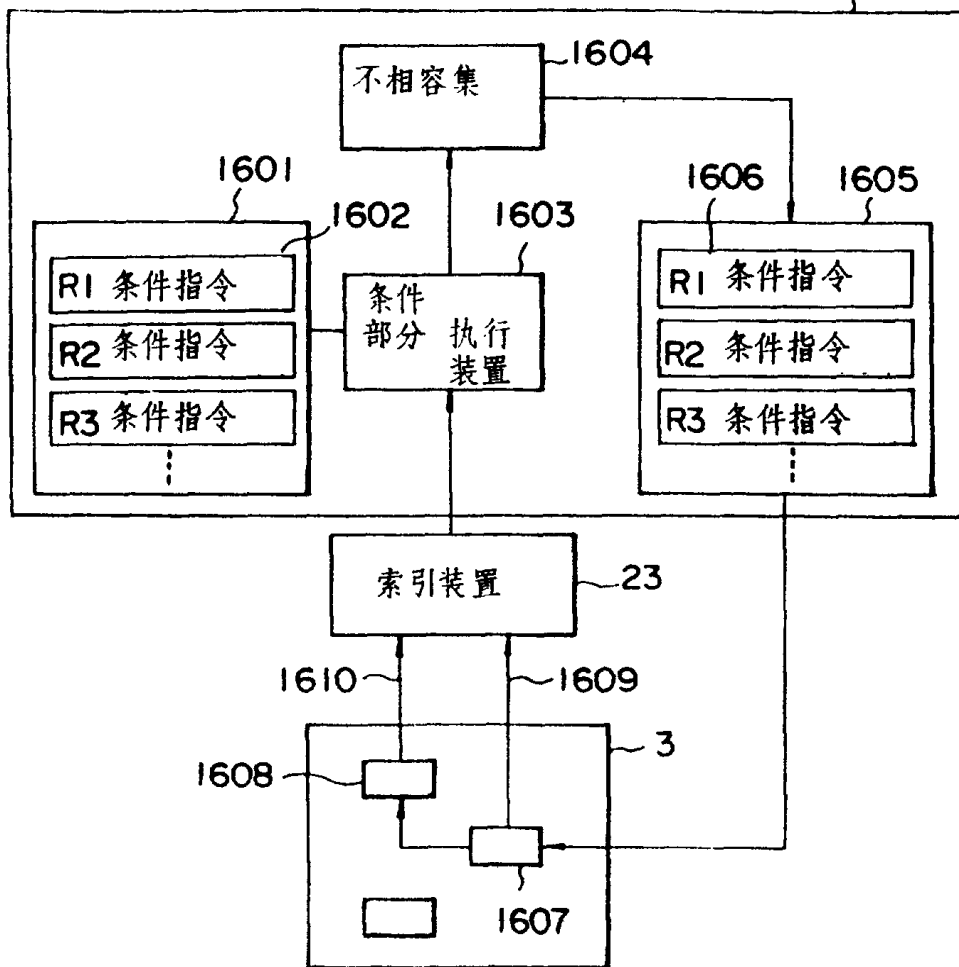 1604
不相容集
1601
1602
1603
1606
1605
R1 条件指令
R2 条件指令
R3 条件指令
条件
部分 执行
装置
R1 条件指令
R2 条件指令
R3 条件指令
索引装置
23
1610
1609
3
1608
1607